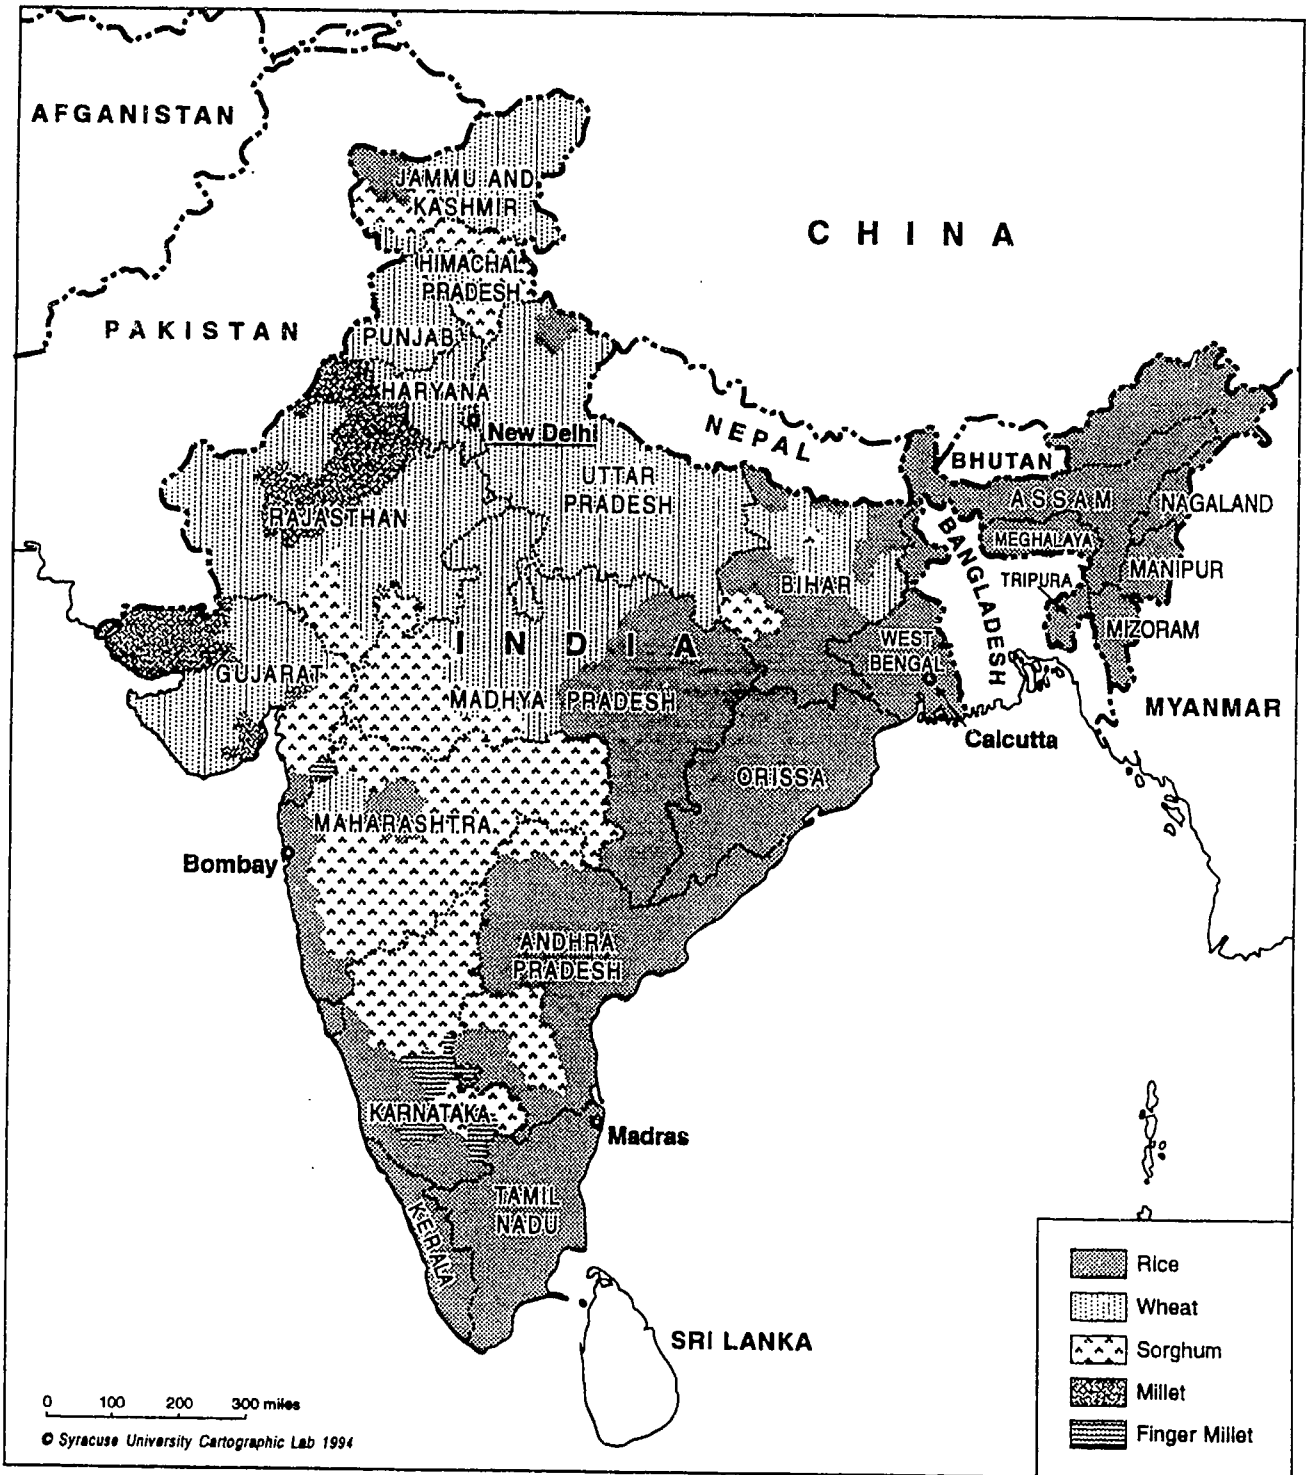 AFGANISTAN
JAMMU AND
KASHMIR
CHINA
HIMACHAL
PRADESH
PAKISTAN
PUNJAB
HARYANA
New Delhi
NEPAL
BHUTAN
UTTAR
PRADESH
ASSAM
NAGALAND
RAJASTHAN
BANGLADESH
MEGHALAYA
MANIPUR
BIHAR
TRIPURA
MIZORAM
INDIA
WEST
BENGAL
GUJARAT
MADHYA PRADESH
MYANMAR
Calcutta
ORISSA
MAHARASHTRA
Bombay
ANDHRA
PRADESH
KARNATAKA
Madras
TAMIL
NADU
KERALA
SRI LANKA
Rice
Wheat
Sorghum
Millet
Finger Millet
0 100 200 300 miles
© Syracuse University Cartographic Lab 1994